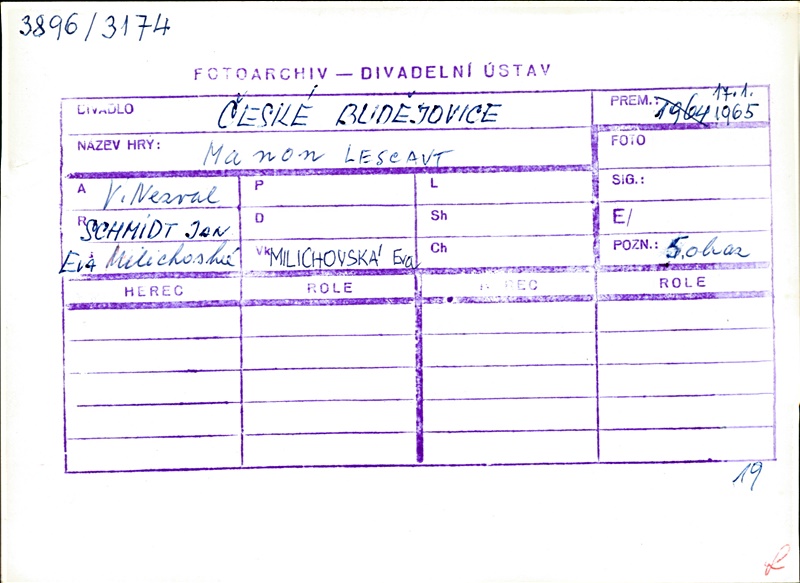 3896/3174
FOTOARCHIV — DIVADELNÍ ÚSTAV
DIVADLO ČESKÉ BUDĚJOVICE
PREM.: 1964 17.1. 1965
NÁZEV HRY: Manon LESCAUT
FOTO
A V. Nezval
P
L
SIG.:
R SCHMIDT JAN
D
Sh
E/
Eva Milichovská
Vk MILICHOVSKÁ Eva
Ch
POZN.: 5. obraz
HEREC ROLE HEREC ROLE
19